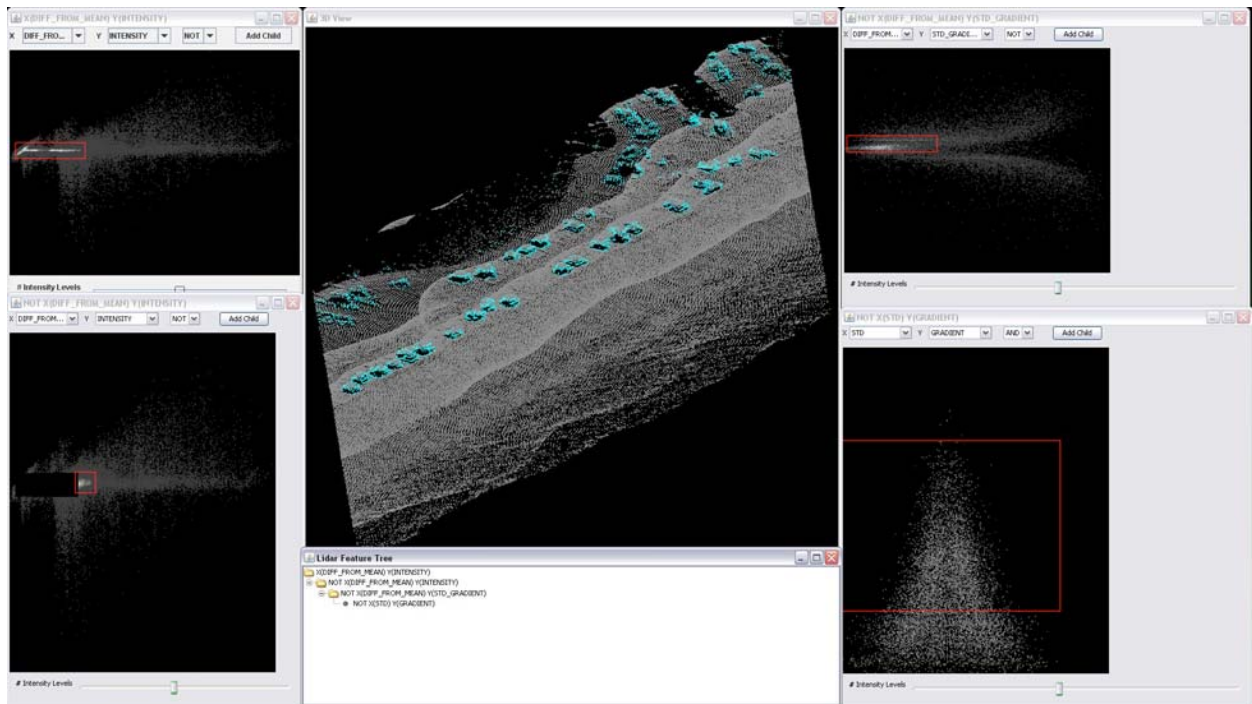 X(DIFF_FROM_MEAN) Y(INTENSITY)
X DIFF_FRO... Y INTENSITY NOT Add Child
# Intensity Levels
NOT X(DIFF_FROM_MEAN) Y(INTENSITY)
X DIFF_FROM... Y INTENSITY NOT Add Child
# Intensity Levels
3D View
Lidar Feature Tree
X(DIFF_FROM_MEAN) Y(INTENSITY)
NOT X(DIFF_FROM_MEAN) Y(INTENSITY)
NOT X(DIFF_FROM_MEAN) Y(STD_GRADIENT)
NOT X(STD) Y(GRADIENT)
NOT X(DIFF_FROM_MEAN) Y(STD_GRADIENT)
X DIFF_FROM... Y STD_GRADI... NOT Add Child
# Intensity Levels
NOT X(STD) Y(GRADIENT)
X STD Y GRADIENT AND Add Child
# Intensity Levels